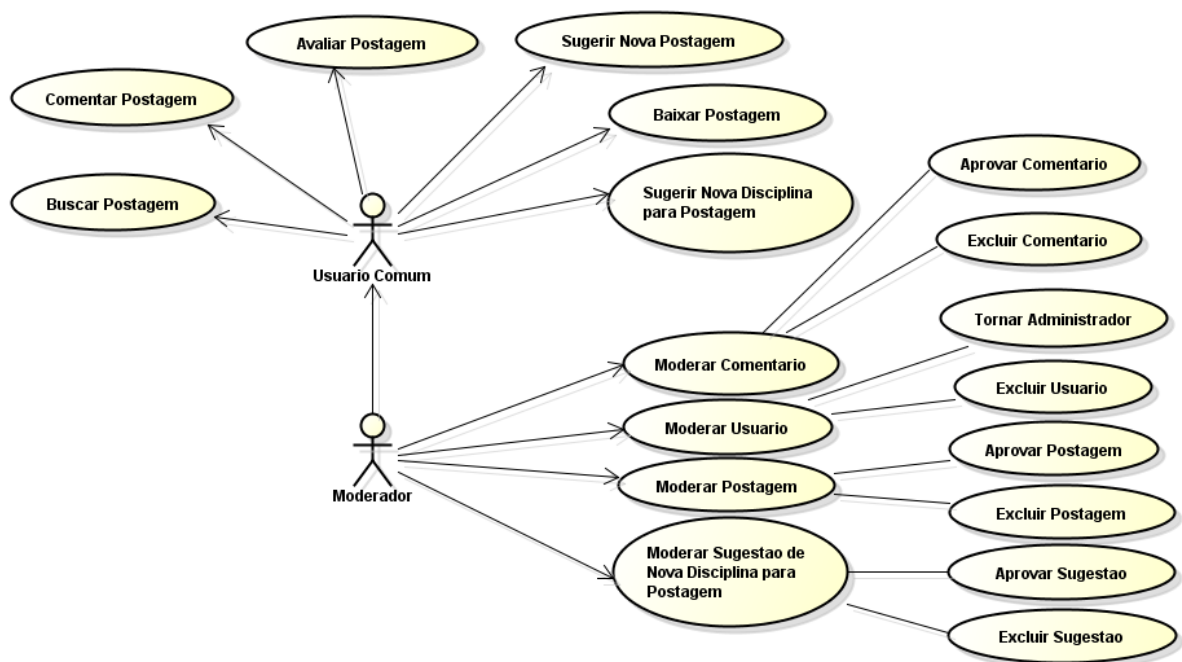 Avaliar Postagem
Sugerir Nova Postagem
Comentar Postagem
Baixar Postagem
Aprovar Comentario
Buscar Postagem
Sugerir Nova Disciplina
para Postagem
Excluir Comentario
Usuario Comum
Tornar Administrador
Moderar Comentario
Excluir Usuario
Moderar Usuario
Aprovar Postagem
Moderar Postagem
Moderador
Excluir Postagem
Moderar Sugestao de
Nova Disciplina para
Postagem
Aprovar Sugestao
Excluir Sugestao